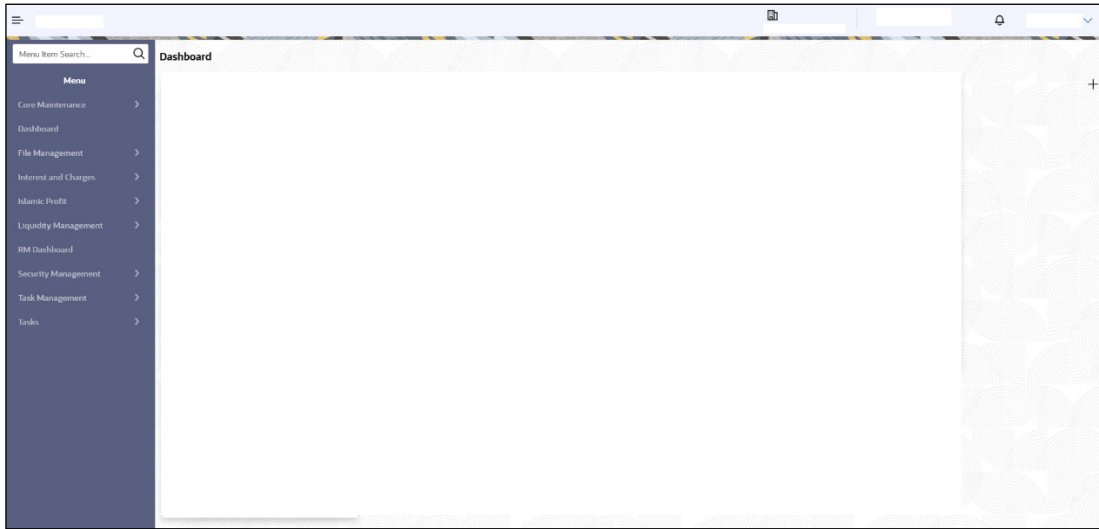 Menu Item Search...
Dashboard
Menu
Core Maintenance
Dashboard
File Management
Interest and Charges
Islamic Profit
Liquidity Management
RM Dashboard
Security Management
Task Management
Tasks